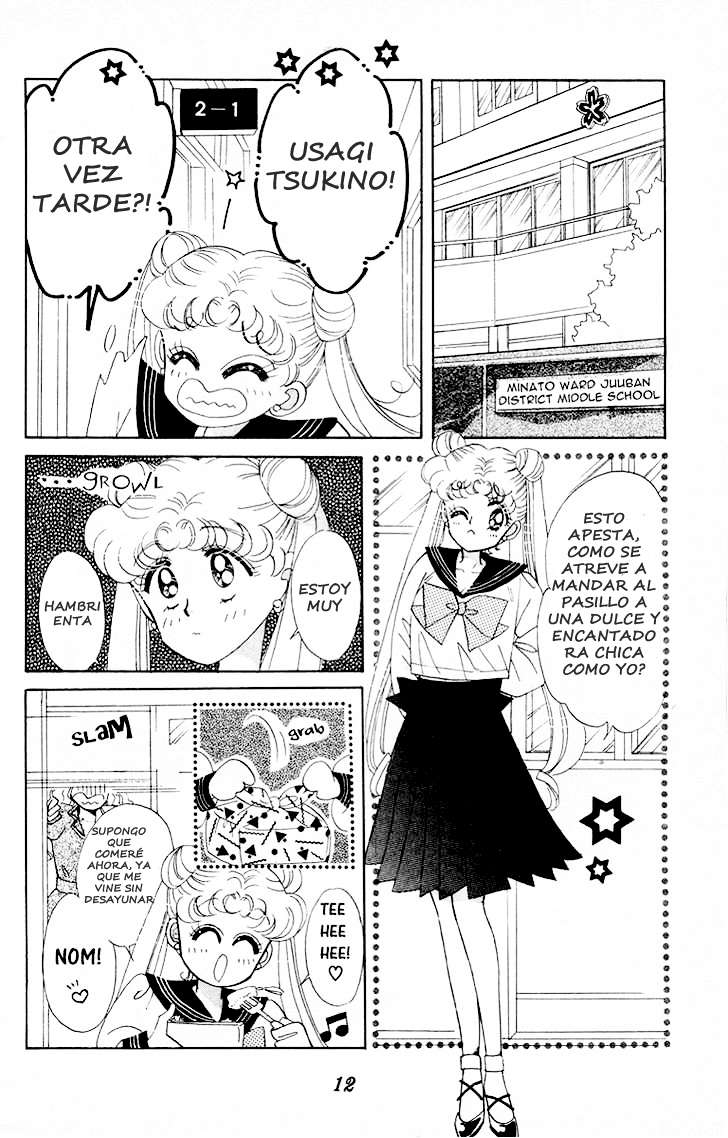 MINATO WARD JUUBAN
DISTRICT MIDDLE SCHOOL
2-1
USAGI
TSUKINO!
OTRA
VEZ
TARDE?!
ESTO
APESTA,
COMO SE
ATREVE A
MANDAR AL
PASILLO A
UNA DULCE Y
ENCANTADO
RA CHICA
COMO YO?
GROWL
ESTOY
MUY
HAMBRI
ENTA
grab
SLAM
SUPONGO
QUE
COMERÉ
AHORA, YA
QUE ME
VINE SIN
DESAYUNAR
TEE
HEE
HEE!
NOM!
12